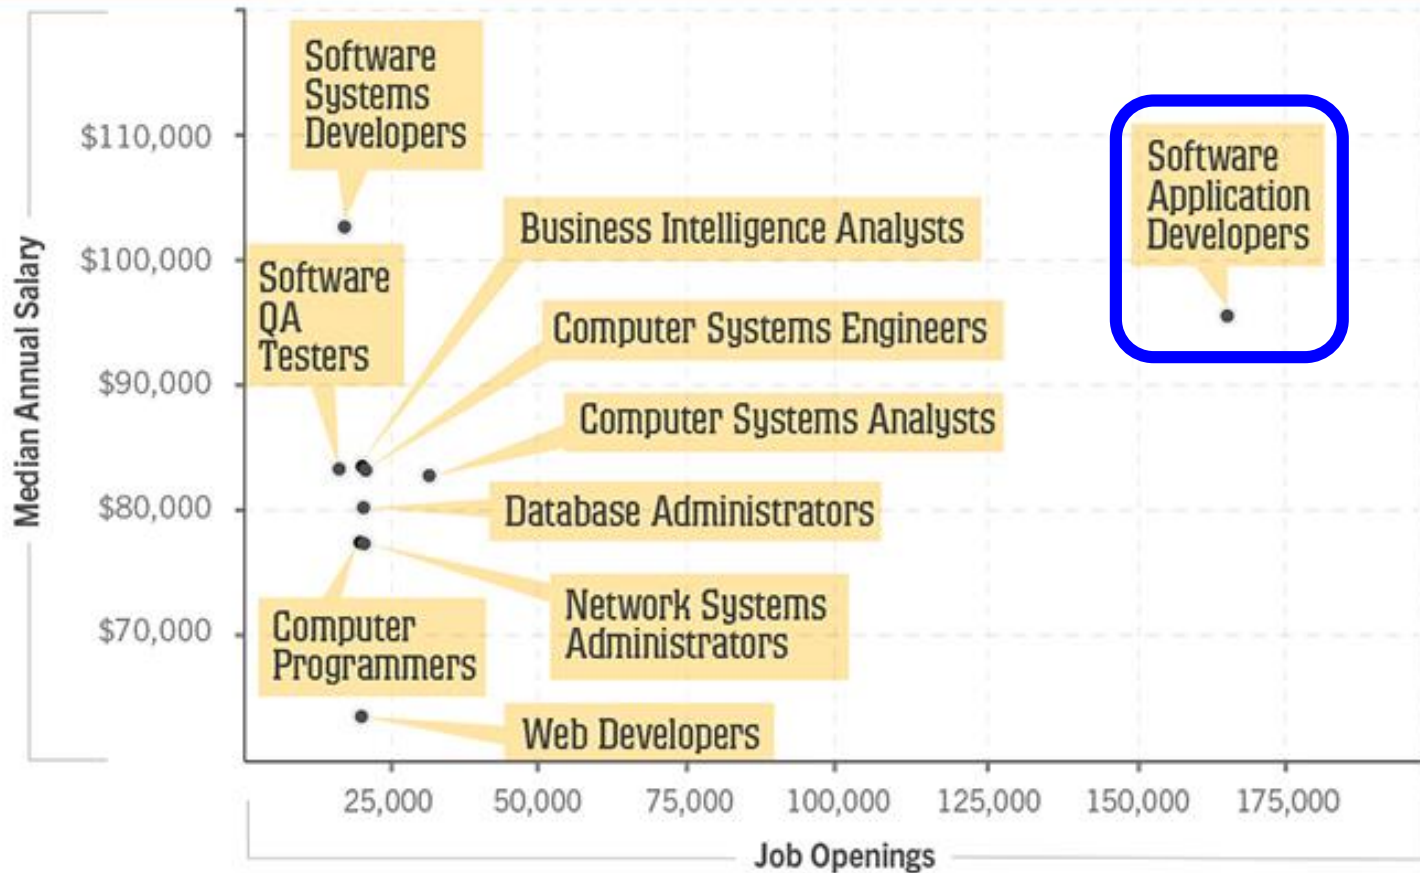 Software
Systems
Developers
$110,000
Software
Application
Developers
Business Intelligence Analysts
$100,000
Software
QA
Testers
Computer Systems Engineers
$90,000
Computer Systems Analysts
Median Annual Salary
$80,000
Database Administrators
Network Systems
Administrators
$70,000
Computer
Programmers
Web Developers
25,000 50,000 75,000 100,000 125,000 150,000 175,000
Job Openings